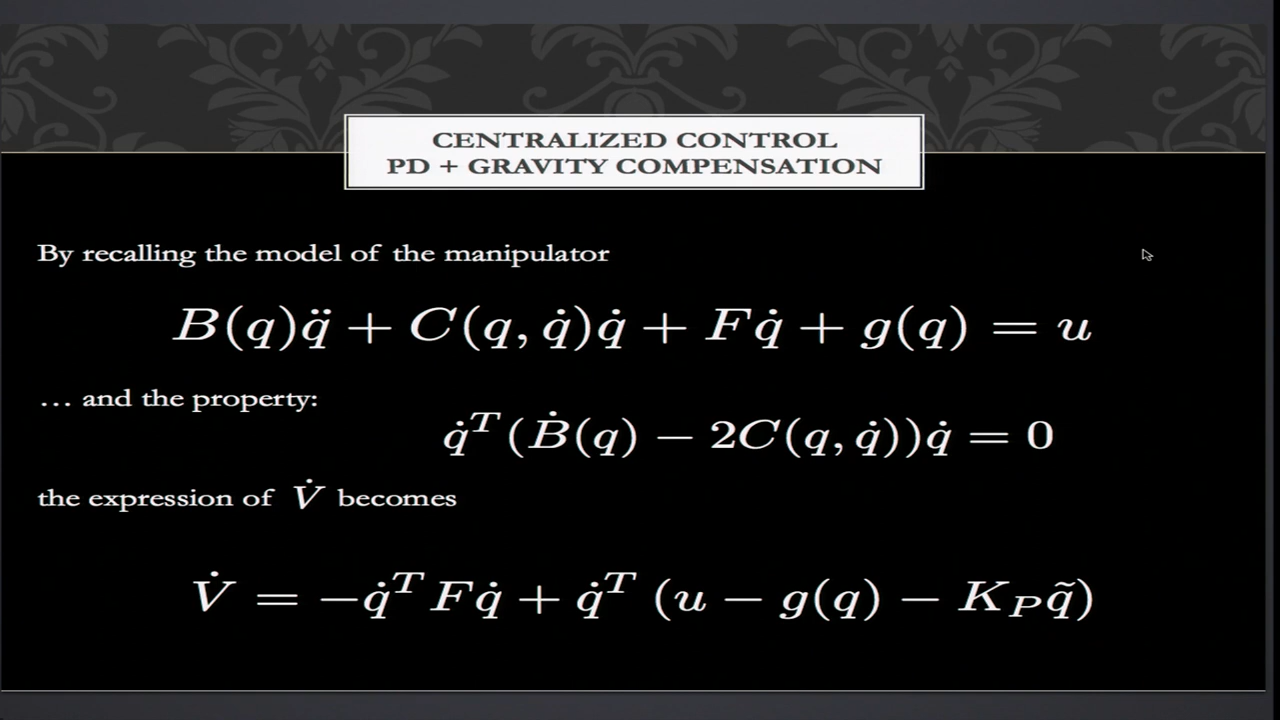 CENTRALIZED CONTROL
PD + GRAVITY COMPENSATION
By recalling the model of the manipulator
B(q)q̈ + C(q, q̇)q̇ + Fq̇ + g(q) = u
… and the property:
q̇ᵀ(Ḃ(q) − 2C(q, q̇))q̇ = 0
the expression of V̇ becomes
V̇ = −q̇ᵀFq̇ + q̇ᵀ (u − g(q) − K_P q̃)